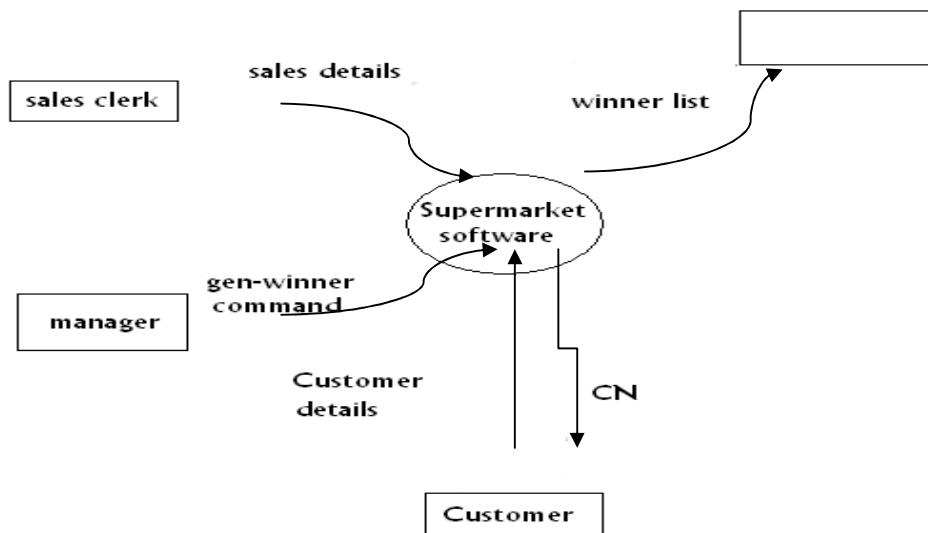 sales details
sales clerk
winner list
Supermarket
software
gen-winner
command
manager
Customer
details
CN
Customer